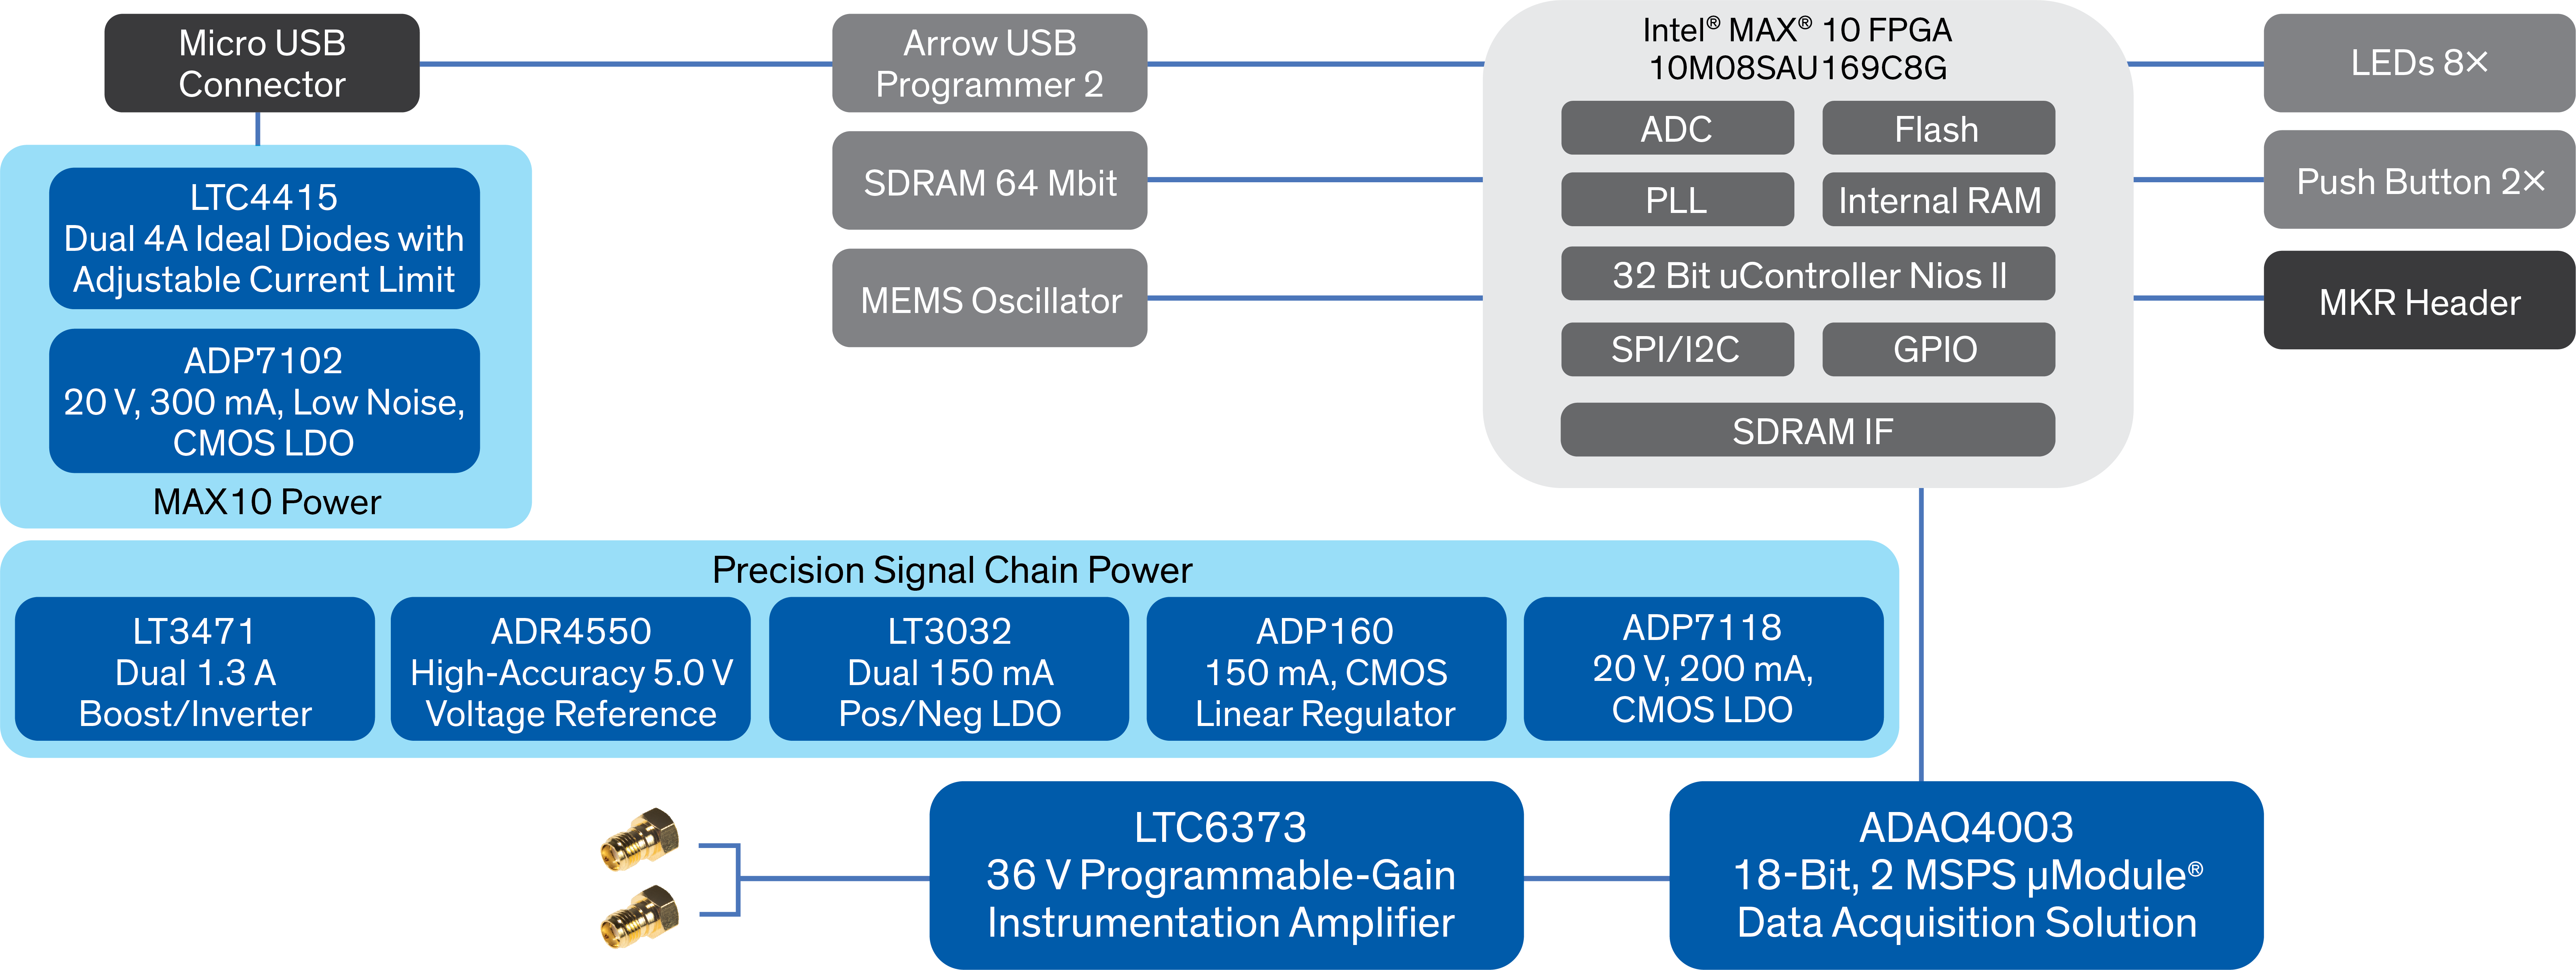 Micro USB
Connector
Arrow USB
Programmer 2
SDRAM 64 Mbit
MEMS Oscillator
Intel® MAX® 10 FPGA
10M08SAU169C8G
ADC
Flash
PLL
Internal RAM
32 Bit uController Nios II
SPI/I2C
GPIO
SDRAM IF
LEDs 8×
Push Button 2×
MKR Header
LTC4415
Dual 4A Ideal Diodes with
Adjustable Current Limit
ADP7102
20 V, 300 mA, Low Noise,
CMOS LDO
MAX10 Power
Precision Signal Chain Power
LT3471
Dual 1.3 A
Boost/Inverter
ADR4550
High-Accuracy 5.0 V
Voltage Reference
LT3032
Dual 150 mA
Pos/Neg LDO
ADP160
150 mA, CMOS
Linear Regulator
ADP7118
20 V, 200 mA,
CMOS LDO
LTC6373
36 V Programmable-Gain
Instrumentation Amplifier
ADAQ4003
18-Bit, 2 MSPS µModule®
Data Acquisition Solution